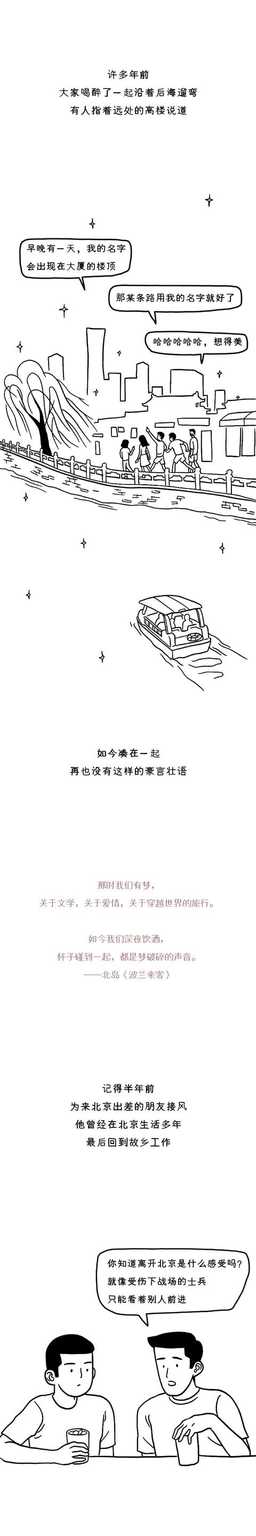 许多年前
大家喝醉了一起沿着后海遛弯
有人指着远处的高楼说道
早晚有一天，我的名字
会出现在大厦的楼顶
那某条路用我的名字就好了
哈哈哈哈哈，想得美
如今凑在一起
再也没有这样的豪言壮语
那时我们有梦，
关于文学，关于爱情，关于穿越世界的旅行。
如今我们深夜饮酒，
杯子碰到一起，都是梦破碎的声音。
——北岛《波兰来客》
记得半年前
为来北京出差的朋友接风
他曾经在北京生活多年
最后回到故乡工作
你知道离开北京是什么感受吗?
就像受伤下战场的士兵
只能看着别人前进